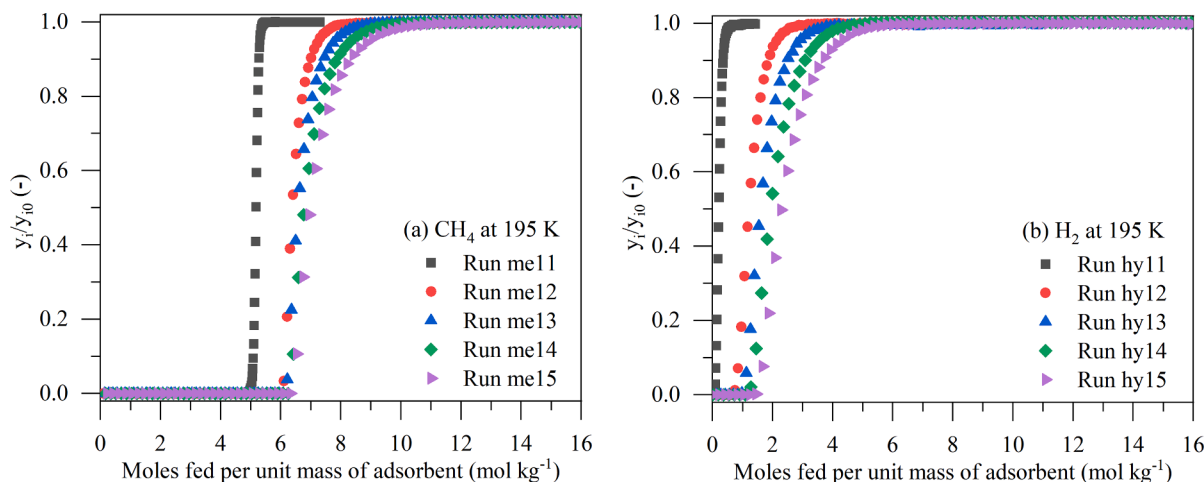 1.0
0.8
0.6
0.4
0.2
0.0
yᵢ/yᵢ₀ (-)
(a) CH₄ at 195 K
Run me11
Run me12
Run me13
Run me14
Run me15
0 2 4 6 8 10 12 14 16
Moles fed per unit mass of adsorbent (mol kg⁻¹)
1.0
0.8
0.6
0.4
0.2
0.0
yᵢ/yᵢ₀ (-)
(b) H₂ at 195 K
Run hy11
Run hy12
Run hy13
Run hy14
Run hy15
0 2 4 6 8 10 12 14 16
Moles fed per unit mass of adsorbent (mol kg⁻¹)